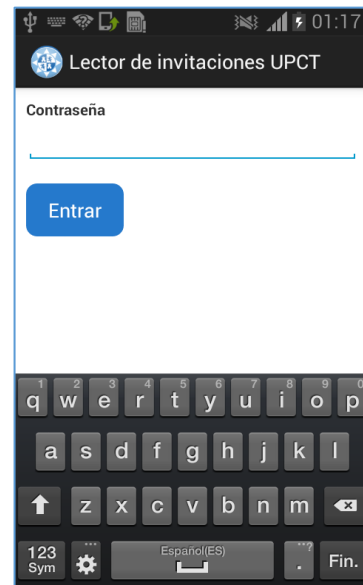 01:17
Lector de invitaciones UPCT
Contraseña
Entrar
1 2 3 4 5 6 7 8 9 0
q w e r t y u i o p
a s d f g h j k l
z x c v b n m
123 Sym Español(ES) ... ...? . Fin.